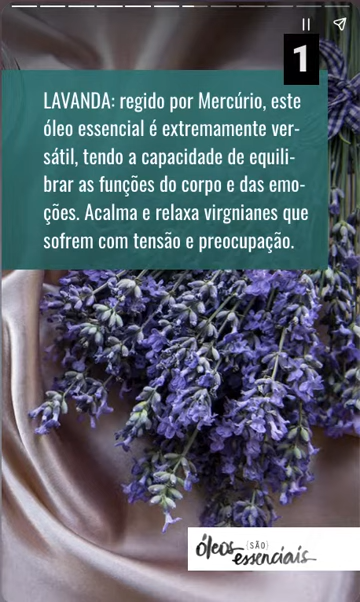 1
LAVANDA: regido por Mercúrio, este
óleo essencial é extremamente ver-
sátil, tendo a capacidade de equili-
brar as funções do corpo e das emo-
ções. Acalma e relaxa virgnianes que
sofrem com tensão e preocupação.
óleos (SÃO)
essenciais